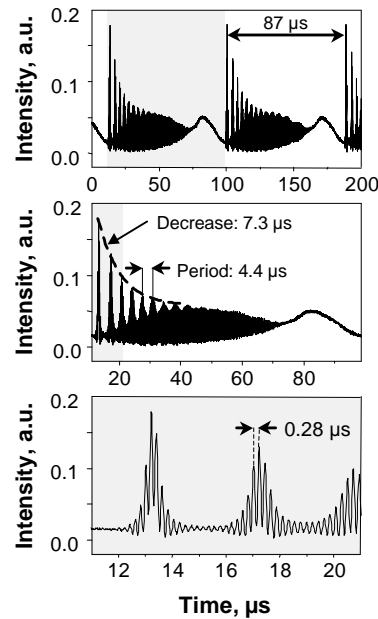 Intensity, a.u.
0.2
0.1
0.0
87 µs
0 50 100 150 200
Intensity, a.u.
0.2
0.1
0.0
Decrease: 7.3 µs
Period: 4.4 µs
20 40 60 80
Intensity, a.u.
0.2
0.1
0.0
0.28 µs
12 14 16 18 20
Time, µs